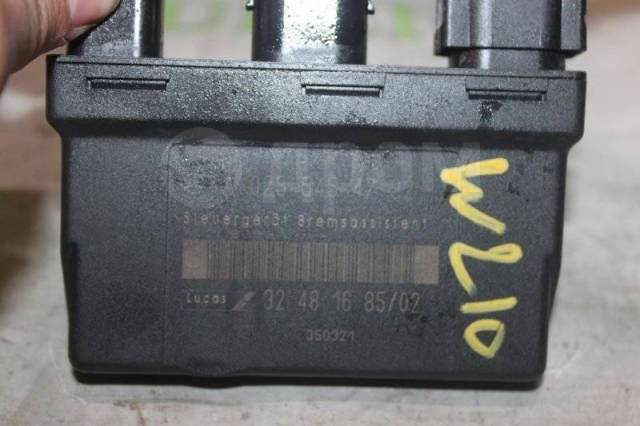 Steuergerät Bremsassistent
Lucas 32 48 16 85/02
350321
W210